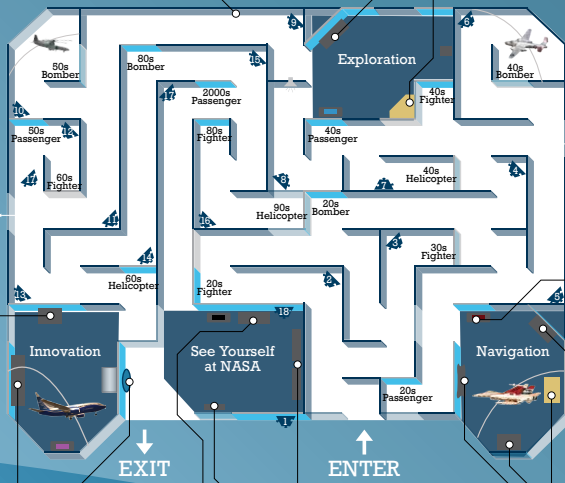 9
6
50s
Bomber
80s
Bomber
15
Exploration
40s
Bomber
17
2000s
Passenger
40s
Fighter
10
50s
Passenger
12
80s
Fighter
40s
Passenger
17
60s
Fighter
8
7
40s
Helicopter
4
11
16
90s
Helicopter
20s
Bomber
14
3
30s
Fighter
60s
Helicopter
20s
Fighter
2
13
5
18
Innovation
See Yourself
at NASA
Navigation
20s
Passenger
1
EXIT
ENTER